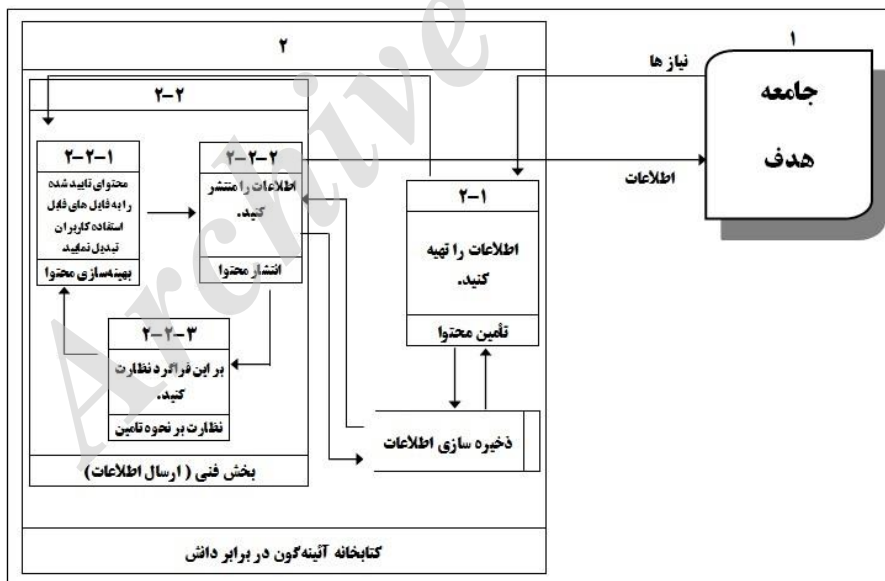 ۱
جامعه
هدف
نیاز ها
اطلاعات
۲
۲-۱
اطلاعات را تهیه
کنید.
تأمین محتوا
ذخیره سازی اطلاعات
۲-۲
۲-۲-۱
محتوای تایید شده
را به فایل های قابل
استفاده کاربران
تبدیل نمایید.
بهینه‌سازی محتوا
۲-۲-۲
اطلاعات را منتشر
کنید.
انتشار محتوا
۲-۲-۳
بر این فراگرد نظارت
کنید.
نظارت بر نحوه تامین
بخش فنی ( ارسال اطلاعات)
کتابخانه آئینه‌گون در برابر دانش
Archive